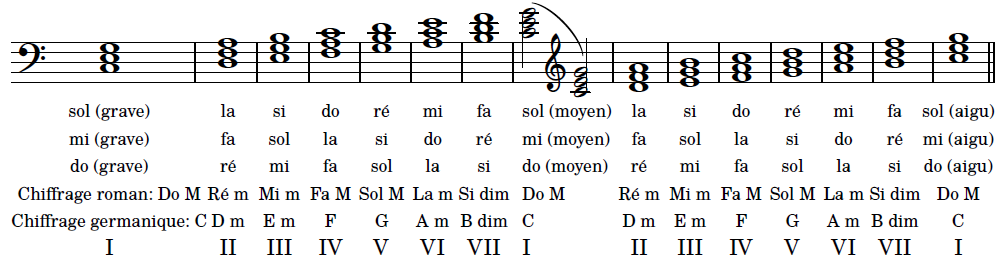 sol (grave) la si do ré mi fa sol (moyen) la si do ré mi fa sol (aigu)
mi (grave) fa sol la si do ré mi (moyen) fa sol la si do ré mi (aigu)
do (grave) ré mi fa sol la si do (moyen) ré mi fa sol la si do (aigu)
Chiffrage roman: Do M Ré m Mi m Fa M Sol M La m Si dim Do M Ré m Mi m Fa M Sol M La m Si dim Do M
Chiffrage germanique: C D m E m F G A m B dim C D m E m F G A m B dim C
I II III IV V VI VII I II III IV V VI VII I